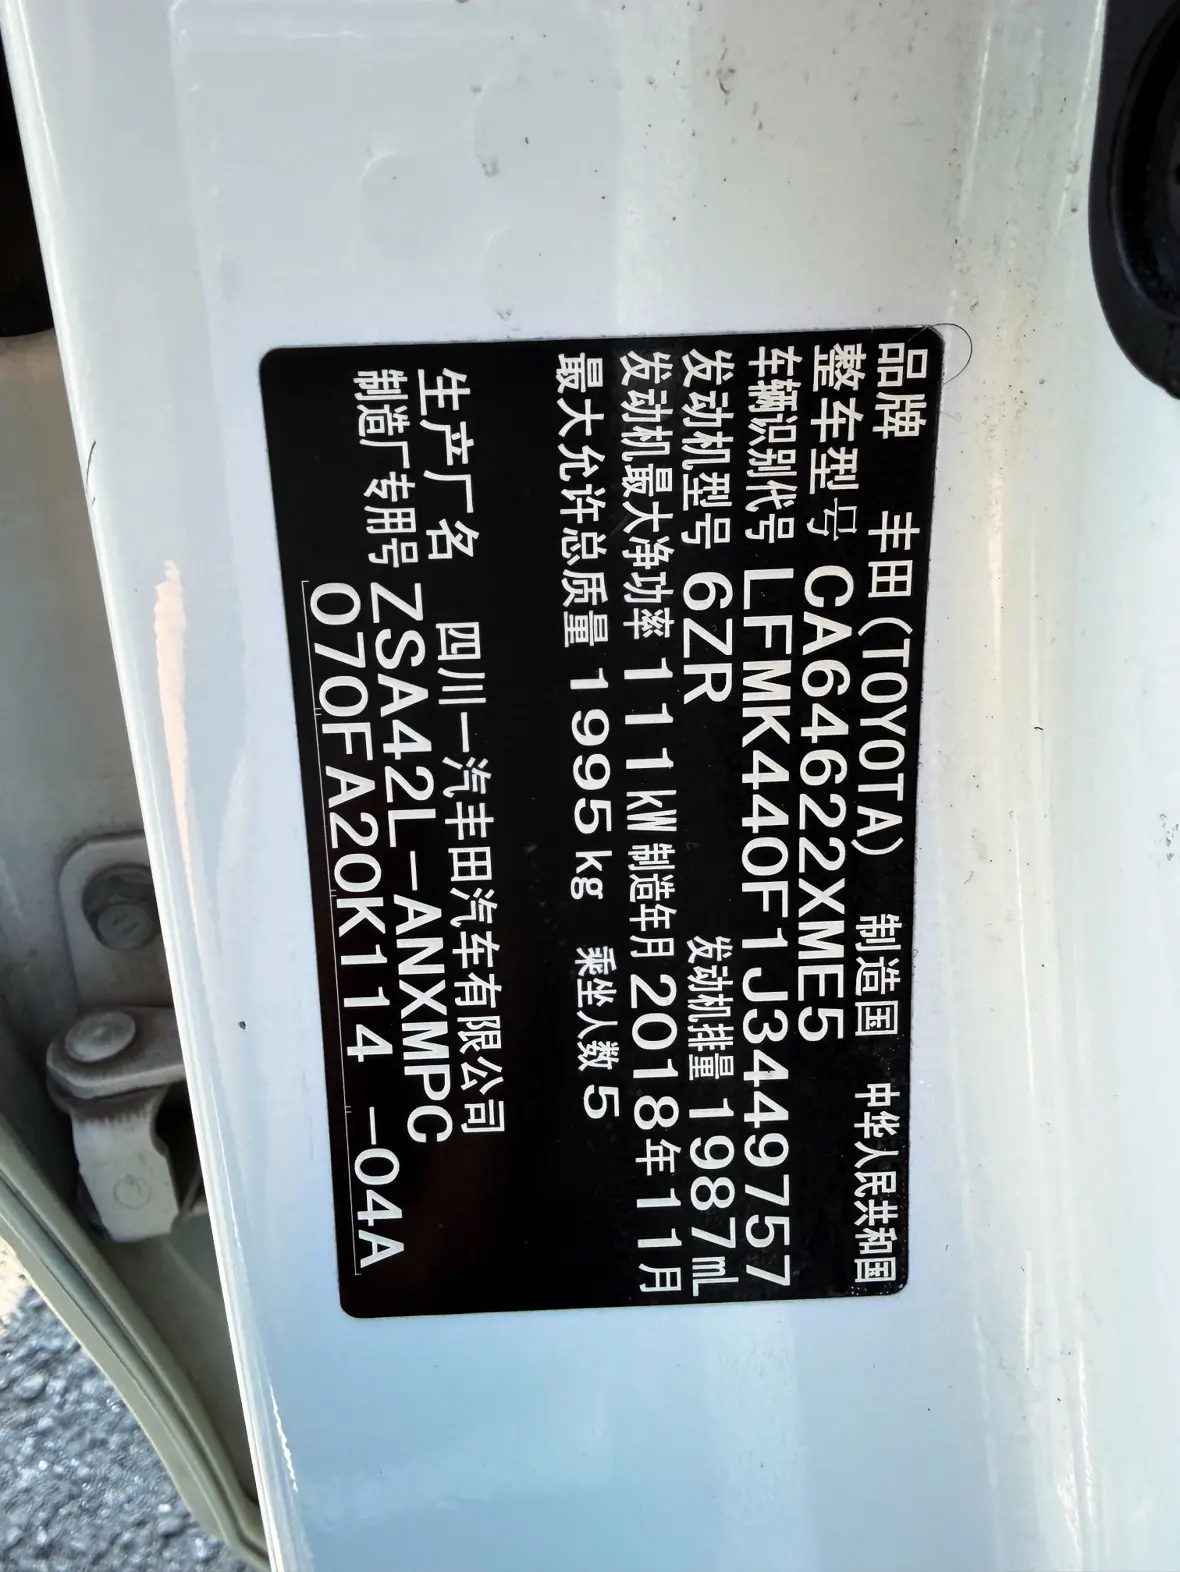 品牌 丰田(TOYOTA) 制造国 中华人民共和国
整车型号 CA64622XME5
车辆识别代号 LFMK440F1J3449757
发动机型号 6ZR 发动机排量 1987mL
发动机最大净功率 111kW 制造年月 2018年11月
最大允许总质量 1995kg 乘坐人数 5
生产厂名 四川一汽丰田汽车有限公司
制造厂专用号 ZSA42L-ANXMPC
070FA20K114 -04A